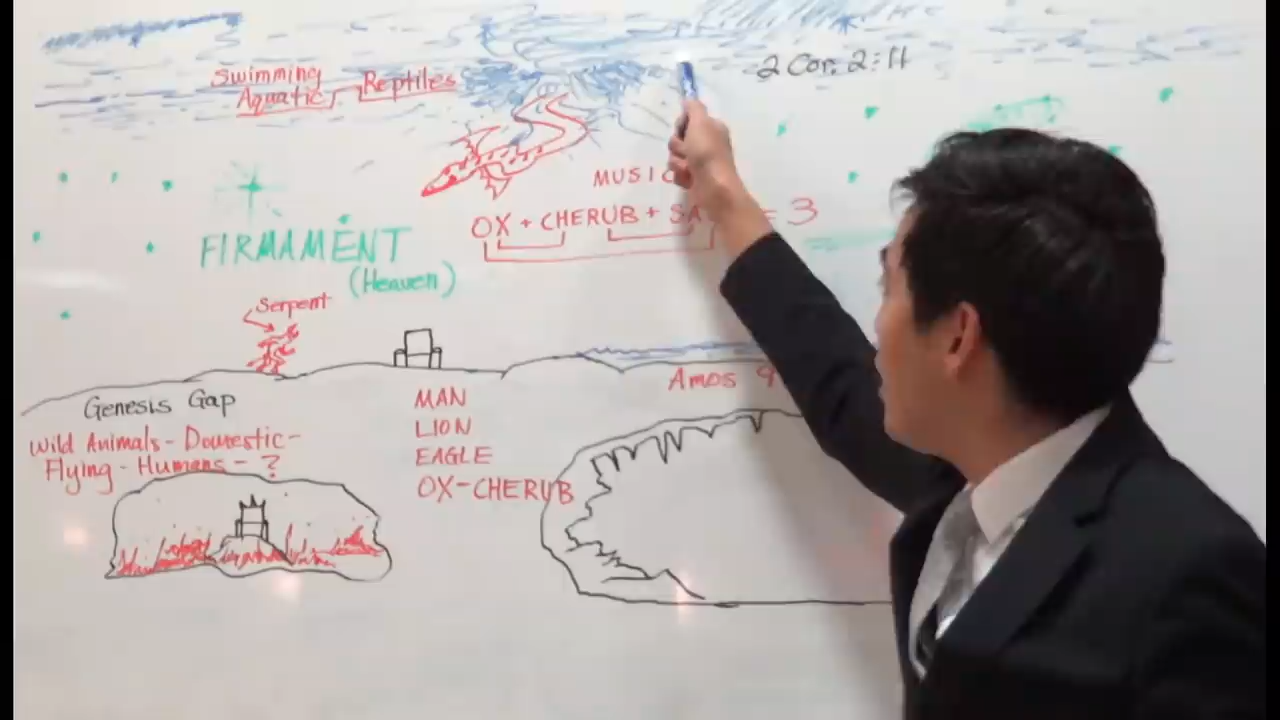 2 Cor. 2:11
Swimming Reptiles
Aquatic
MUSIC
OX + CHERUB + SA = 3
FIRMAMENT
(Heaven)
Serpent
Genesis Gap
Wild Animals - Domestic -
Flying - Humans - ?
MAN
LION
EAGLE
OX-CHERUB
Amos 9